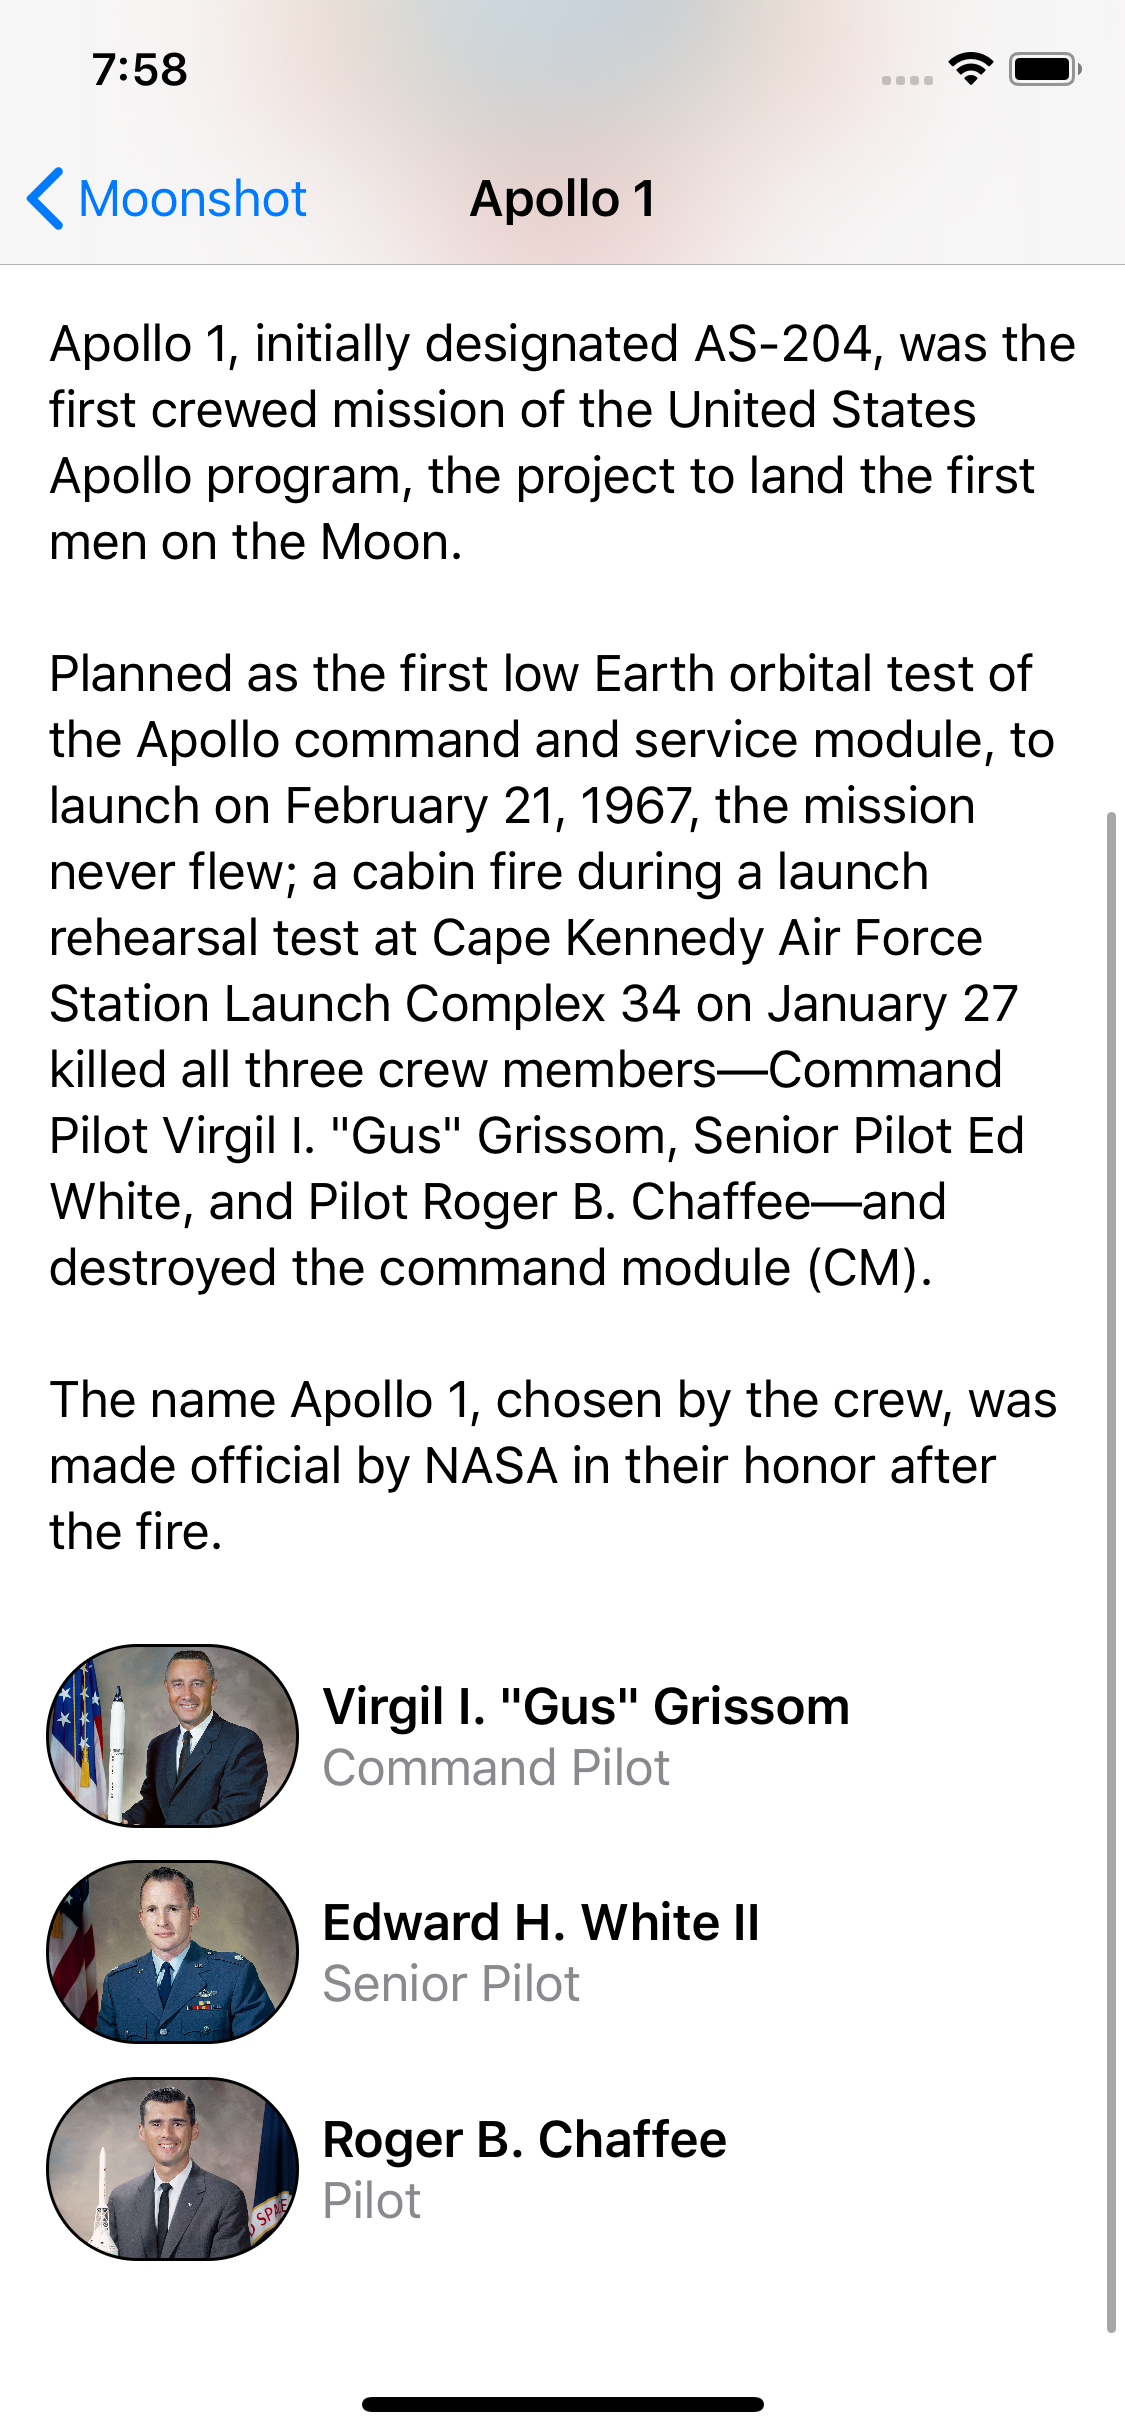 7:58
Moonshot
Apollo 1
Apollo 1, initially designated AS-204, was the
first crewed mission of the United States
Apollo program, the project to land the first
men on the Moon.
Planned as the first low Earth orbital test of
the Apollo command and service module, to
launch on February 21, 1967, the mission
never flew; a cabin fire during a launch
rehearsal test at Cape Kennedy Air Force
Station Launch Complex 34 on January 27
killed all three crew members—Command
Pilot Virgil I. "Gus" Grissom, Senior Pilot Ed
White, and Pilot Roger B. Chaffee—and
destroyed the command module (CM).
The name Apollo 1, chosen by the crew, was
made official by NASA in their honor after
the fire.
Virgil I. "Gus" Grissom
Command Pilot
Edward H. White II
Senior Pilot
Roger B. Chaffee
Pilot